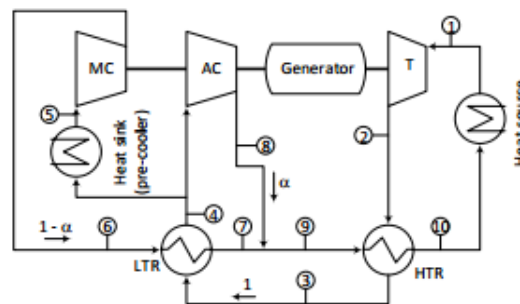 1
MC
AC
Generator
T
Heat source
5
Heat sink
(pre-cooler)
2
8
α
4
1 - α
6
7
9
10
LTR
HTR
1
3